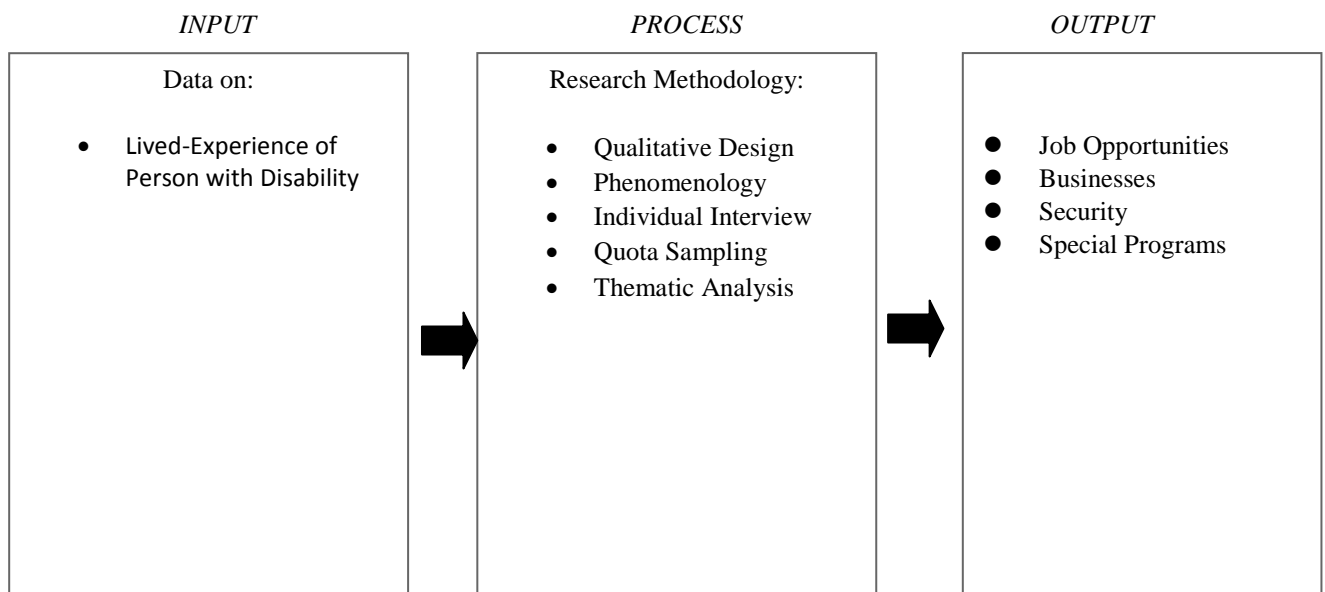 INPUT
PROCESS
OUTPUT
Data on:
• Lived-Experience of
Person with Disability
Research Methodology:
• Qualitative Design
• Phenomenology
• Individual Interview
• Quota Sampling
• Thematic Analysis
● Job Opportunities
● Businesses
● Security
● Special Programs